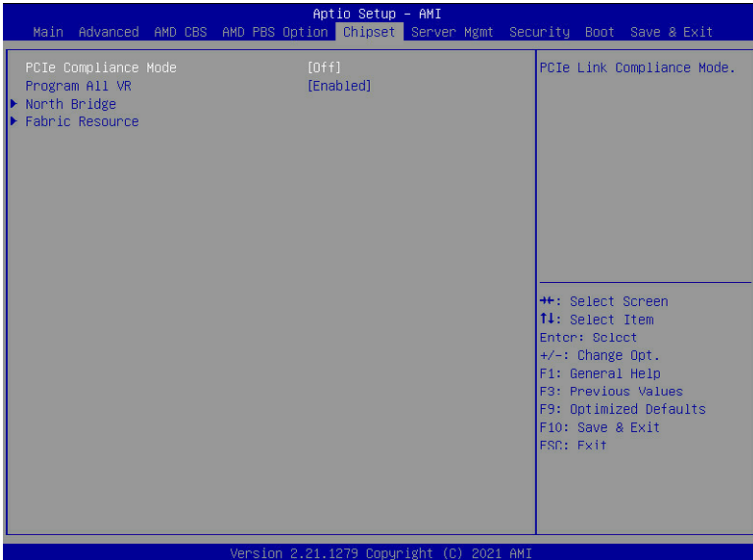 Aptio Setup – AMI
Main Advanced AMD CBS AMD PBS Option Chipset Server Mgmt Security Boot Save & Exit
PCIe Compliance Mode [Off]
Program All VR [Enabled]
▶ North Bridge
▶ Fabric Resource
PCIe Link Compliance Mode.
→←: Select Screen
↑↓: Select Item
Enter: Select
+/-: Change Opt.
F1: General Help
F3: Previous Values
F9: Optimized Defaults
F10: Save & Exit
ESC: Exit
Version 2.21.1279 Copyright (C) 2021 AMI